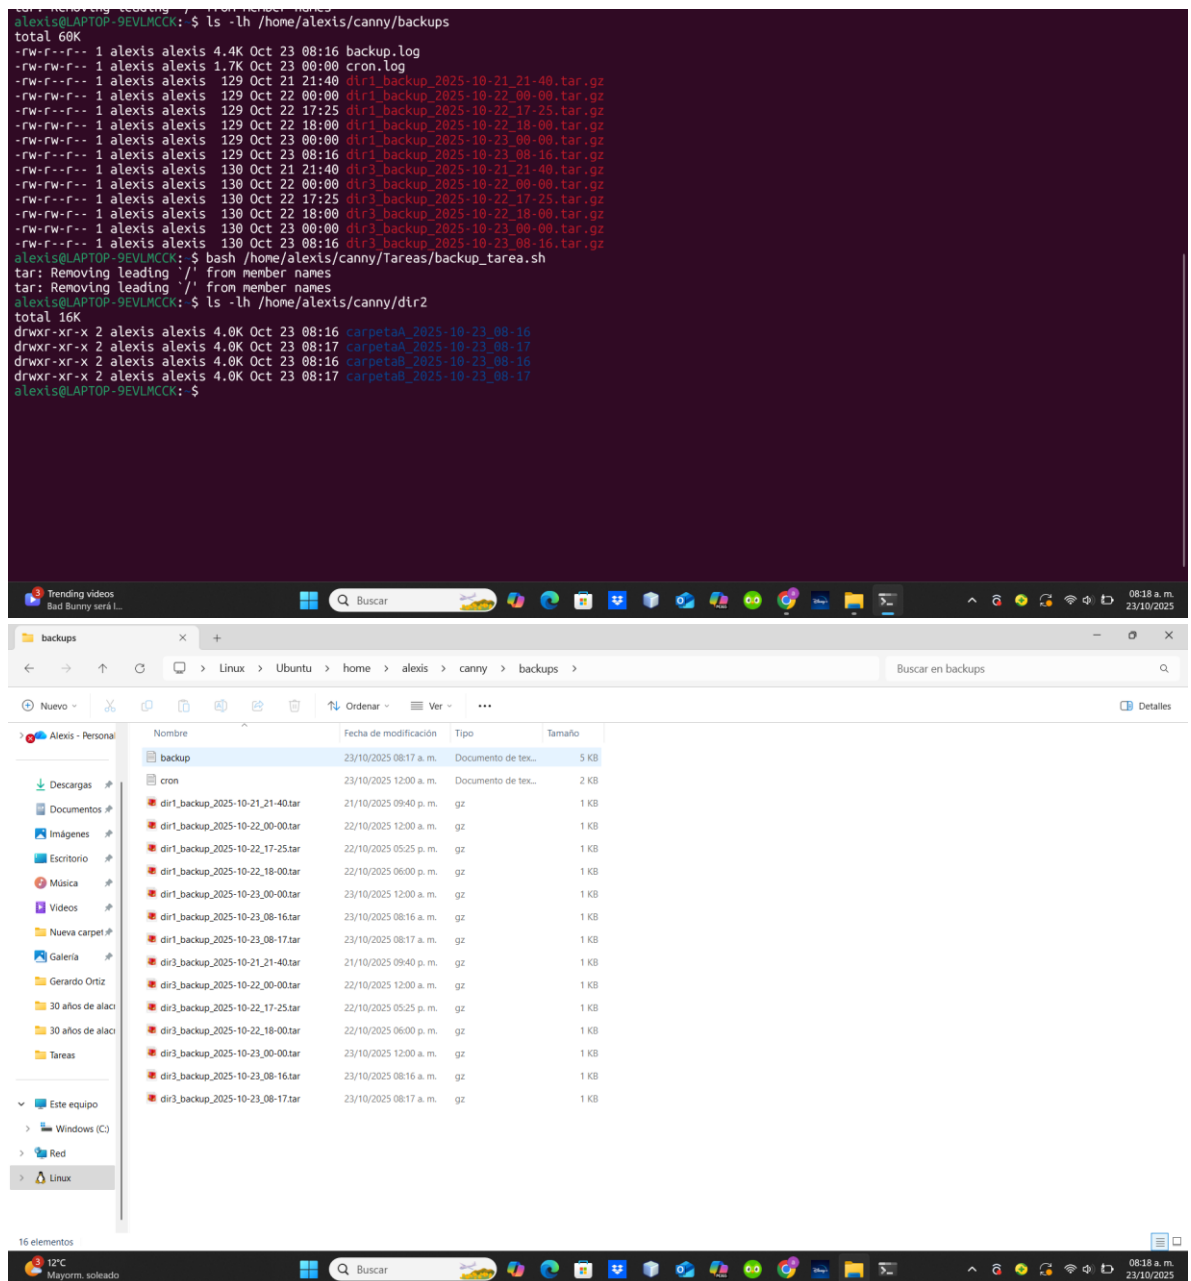 alexis@LAPTOP-9EVLMCCK:~$ ls -lh /home/alexis/canny/backups
total 60K
-rw-r--r-- 1 alexis alexis 4.4K Oct 23 08:16 backup.log
-rw-rw-r-- 1 alexis alexis 1.7K Oct 23 00:00 cron.log
-rw-r--r-- 1 alexis alexis 129 Oct 21 21:40 dir1_backup_2025-10-21_21-40.tar.gz
-rw-rw-r-- 1 alexis alexis 129 Oct 22 00:00 dir1_backup_2025-10-22_00-00.tar.gz
-rw-r--r-- 1 alexis alexis 129 Oct 22 17:25 dir1_backup_2025-10-22_17-25.tar.gz
-rw-rw-r-- 1 alexis alexis 129 Oct 22 18:00 dir1_backup_2025-10-22_18-00.tar.gz
-rw-rw-r-- 1 alexis alexis 129 Oct 23 00:00 dir1_backup_2025-10-23_00-00.tar.gz
-rw-r--r-- 1 alexis alexis 129 Oct 23 08:16 dir1_backup_2025-10-23_08-16.tar.gz
-rw-r--r-- 1 alexis alexis 130 Oct 21 21:40 dir3_backup_2025-10-21_21-40.tar.gz
-rw-rw-r-- 1 alexis alexis 130 Oct 22 00:00 dir3_backup_2025-10-22_00-00.tar.gz
-rw-r--r-- 1 alexis alexis 130 Oct 22 17:25 dir3_backup_2025-10-22_17-25.tar.gz
-rw-rw-r-- 1 alexis alexis 130 Oct 22 18:00 dir3_backup_2025-10-22_18-00.tar.gz
-rw-rw-r-- 1 alexis alexis 130 Oct 23 00:00 dir3_backup_2025-10-23_00-00.tar.gz
-rw-r--r-- 1 alexis alexis 130 Oct 23 08:16 dir3_backup_2025-10-23_08-16.tar.gz
alexis@LAPTOP-9EVLMCCK:~$ bash /home/alexis/canny/Tareas/backup_tarea.sh
tar: Removing leading `/' from member names
tar: Removing leading `/' from member names
alexis@LAPTOP-9EVLMCCK:~$ ls -lh /home/alexis/canny/dir2
total 16K
drwxr-xr-x 2 alexis alexis 4.0K Oct 23 08:16 carpetaA_2025-10-23_08-16
drwxr-xr-x 2 alexis alexis 4.0K Oct 23 08:17 carpetaA_2025-10-23_08-17
drwxr-xr-x 2 alexis alexis 4.0K Oct 23 08:16 carpetaB_2025-10-23_08-16
drwxr-xr-x 2 alexis alexis 4.0K Oct 23 08:17 carpetaB_2025-10-23_08-17
alexis@LAPTOP-9EVLMCCK:~$
3 Trending videos
Bad Bunny será l...
Buscar
08:18 a. m.
23/10/2025
backups
Linux > Ubuntu > home > alexis > canny > backups >
Buscar en backups
Nuevo
Ordenar
Ver
Detalles
Alexis - Personal
Nombre Fecha de modificación Tipo Tamaño
backup 23/10/2025 08:17 a. m. Documento de tex... 5 KB
cron 23/10/2025 12:00 a. m. Documento de tex... 2 KB
dir1_backup_2025-10-21_21-40.tar 21/10/2025 09:40 p. m. gz 1 KB
dir1_backup_2025-10-22_00-00.tar 22/10/2025 12:00 a. m. gz 1 KB
dir1_backup_2025-10-22_17-25.tar 22/10/2025 05:25 p. m. gz 1 KB
dir1_backup_2025-10-22_18-00.tar 22/10/2025 06:00 p. m. gz 1 KB
dir1_backup_2025-10-23_00-00.tar 23/10/2025 12:00 a. m. gz 1 KB
dir1_backup_2025-10-23_08-16.tar 23/10/2025 08:16 a. m. gz 1 KB
dir1_backup_2025-10-23_08-17.tar 23/10/2025 08:17 a. m. gz 1 KB
dir3_backup_2025-10-21_21-40.tar 21/10/2025 09:40 p. m. gz 1 KB
dir3_backup_2025-10-22_00-00.tar 22/10/2025 12:00 a. m. gz 1 KB
dir3_backup_2025-10-22_17-25.tar 22/10/2025 05:25 p. m. gz 1 KB
dir3_backup_2025-10-22_18-00.tar 22/10/2025 06:00 p. m. gz 1 KB
dir3_backup_2025-10-23_00-00.tar 23/10/2025 12:00 a. m. gz 1 KB
dir3_backup_2025-10-23_08-16.tar 23/10/2025 08:16 a. m. gz 1 KB
dir3_backup_2025-10-23_08-17.tar 23/10/2025 08:17 a. m. gz 1 KB
Descargas
Documentos
Imágenes
Escritorio
Música
Videos
Nueva carpet
Galería
Gerardo Ortiz
30 años de alacr
30 años de alacr
Tareas
Este equipo
Windows (C:)
Red
Linux
16 elementos
3 12°C
Mayorm. soleado
Buscar
08:18 a. m.
23/10/2025